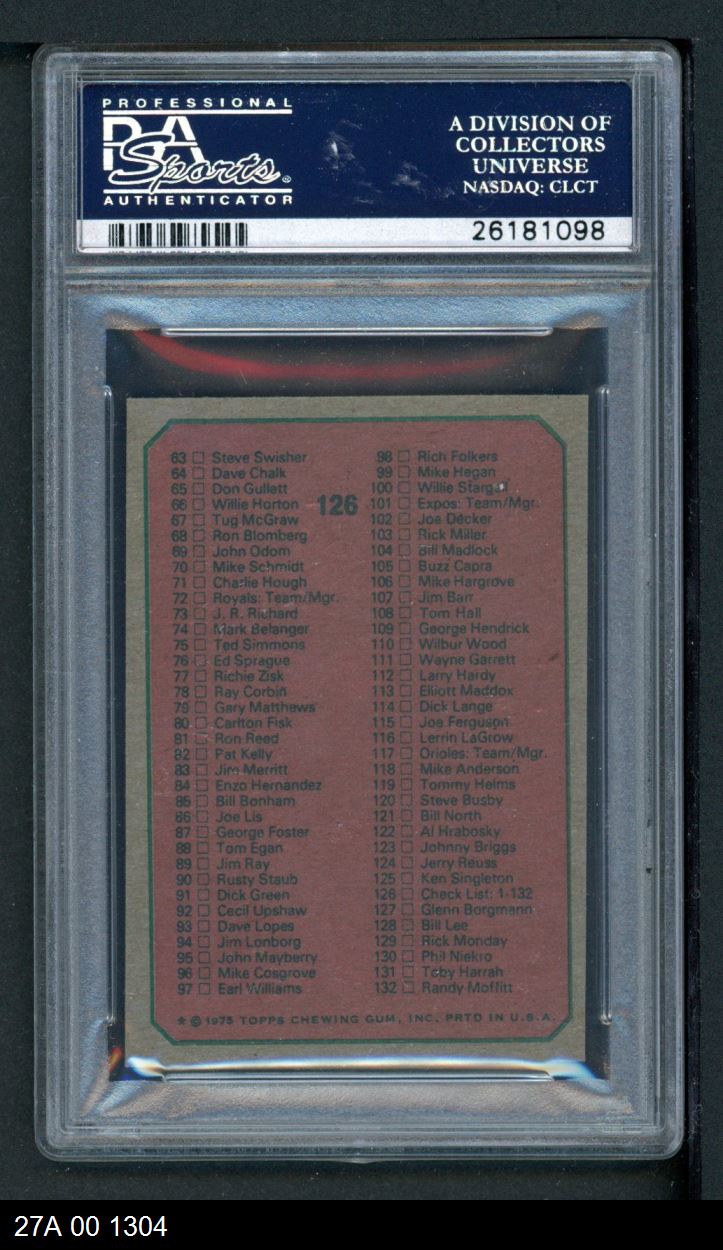 PROFESSIONAL
PSA
Sports®
AUTHENTICATOR
A DIVISION OF
COLLECTORS
UNIVERSE
NASDAQ: CLCT
26181098
126
63 Steve Swisher
64 Dave Chalk
65 Don Gullett
66 Willie Horton
67 Tug McGraw
68 Ron Blomberg
69 John Odom
70 Mike Schmidt
71 Charlie Hough
72 Royals: Team/Mgr.
73 J. R. Richard
74 Mark Belanger
75 Ted Simmons
76 Ed Sprague
77 Richie Zisk
78 Ray Corbin
79 Gary Matthews
80 Carlton Fisk
81 Ron Reed
82 Pat Kelly
83 Jim Merritt
84 Enzo Hernandez
85 Bill Bonham
86 Joe Lis
87 George Foster
88 Tom Egan
89 Jim Ray
90 Rusty Staub
91 Dick Green
92 Cecil Upshaw
93 Dave Lopes
94 Jim Lonborg
95 John Mayberry
96 Mike Cosgrove
97 Earl Williams
98 Rich Folkers
99 Mike Hegan
100 Willie Stargell
101 Expos: Team/Mgr.
102 Joe Decker
103 Rick Miller
104 Bill Madlock
105 Buzz Capra
106 Mike Hargrove
107 Jim Barr
108 Tom Hall
109 George Hendrick
110 Wilbur Wood
111 Wayne Garrett
112 Larry Hardy
113 Elliott Maddox
114 Dick Lange
115 Joe Ferguson
116 Lerrin LaGrow
117 Orioles: Team/Mgr.
118 Mike Anderson
119 Tommy Helms
120 Steve Busby
121 Bill North
122 Al Hrabosky
123 Johnny Briggs
124 Jerry Reuss
125 Ken Singleton
126 Check List: 1-132
127 Glenn Borgmann
128 Bill Lee
129 Rick Monday
130 Phil Niekro
131 Toby Harrah
132 Randy Moffitt
* © 1975 TOPPS CHEWING GUM, INC. PRTD IN U.S.A.
27A 00 1304